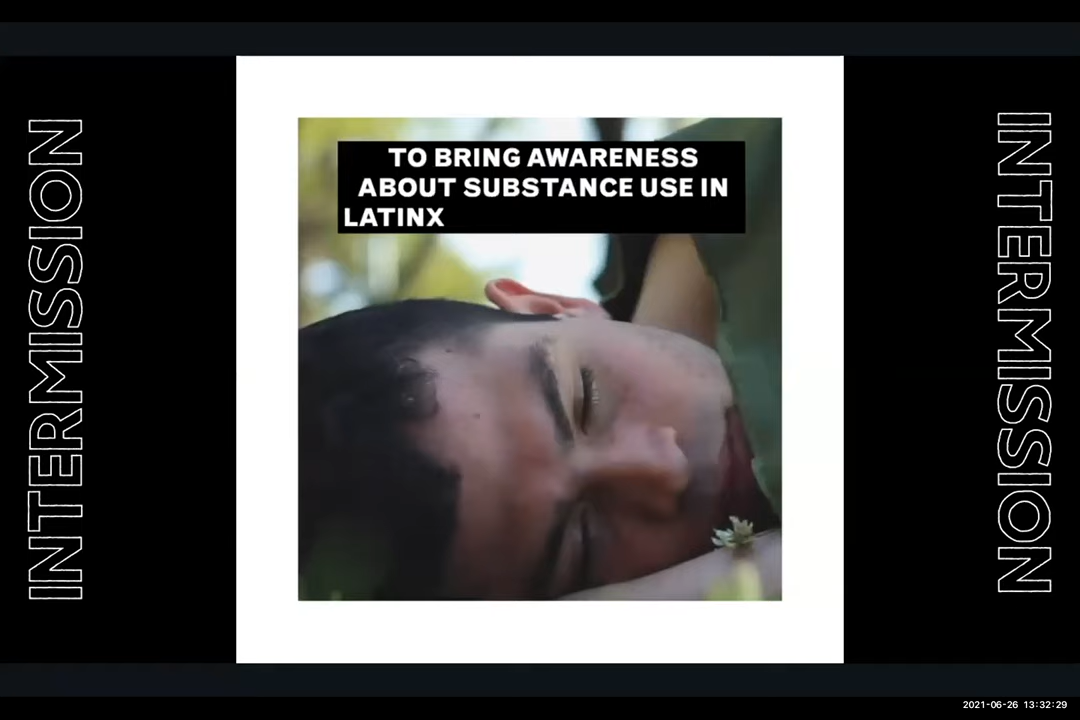 INTERMISSION
TO BRING AWARENESS
ABOUT SUBSTANCE USE IN
LATINX
INTERMISSION
2021-06-26 13:32:29